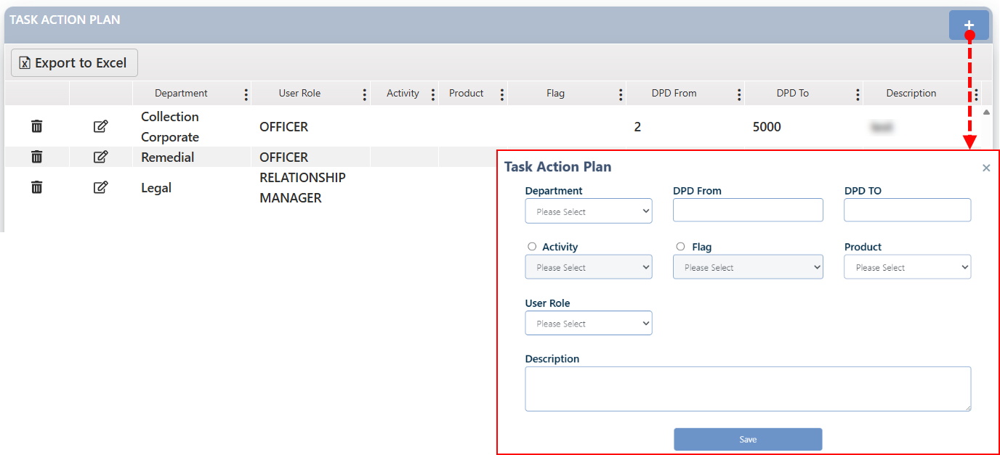 TASK ACTION PLAN
+
Export to Excel
Department User Role Activity Product Flag DPD From DPD To Description
Collection
Corporate
OFFICER 2 5000
Remedial OFFICER
Legal
RELATIONSHIP
MANAGER
Task Action Plan ×
Department DPD From DPD TO
Please Select
Activity Flag Product
Please Select Please Select Please Select
User Role
Please Select
Description
Save